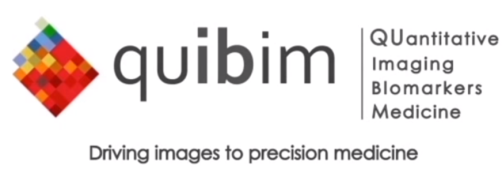 quibim
QUantitative
Imaging
Biomarkers
Medicine
Driving images to precision medicine